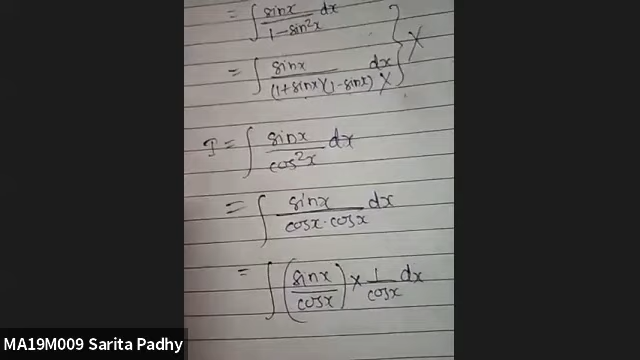 = ∫ sinx / 1-sin²x dx
= ∫ sinx / (1+sinx)(1-sinx) dx } X
I = ∫ sinx / cos²x dx
= ∫ sinx / cosx·cosx dx
= ∫ (sinx / cosx) × 1 / cosx dx
MA19M009 Sarita Padhy